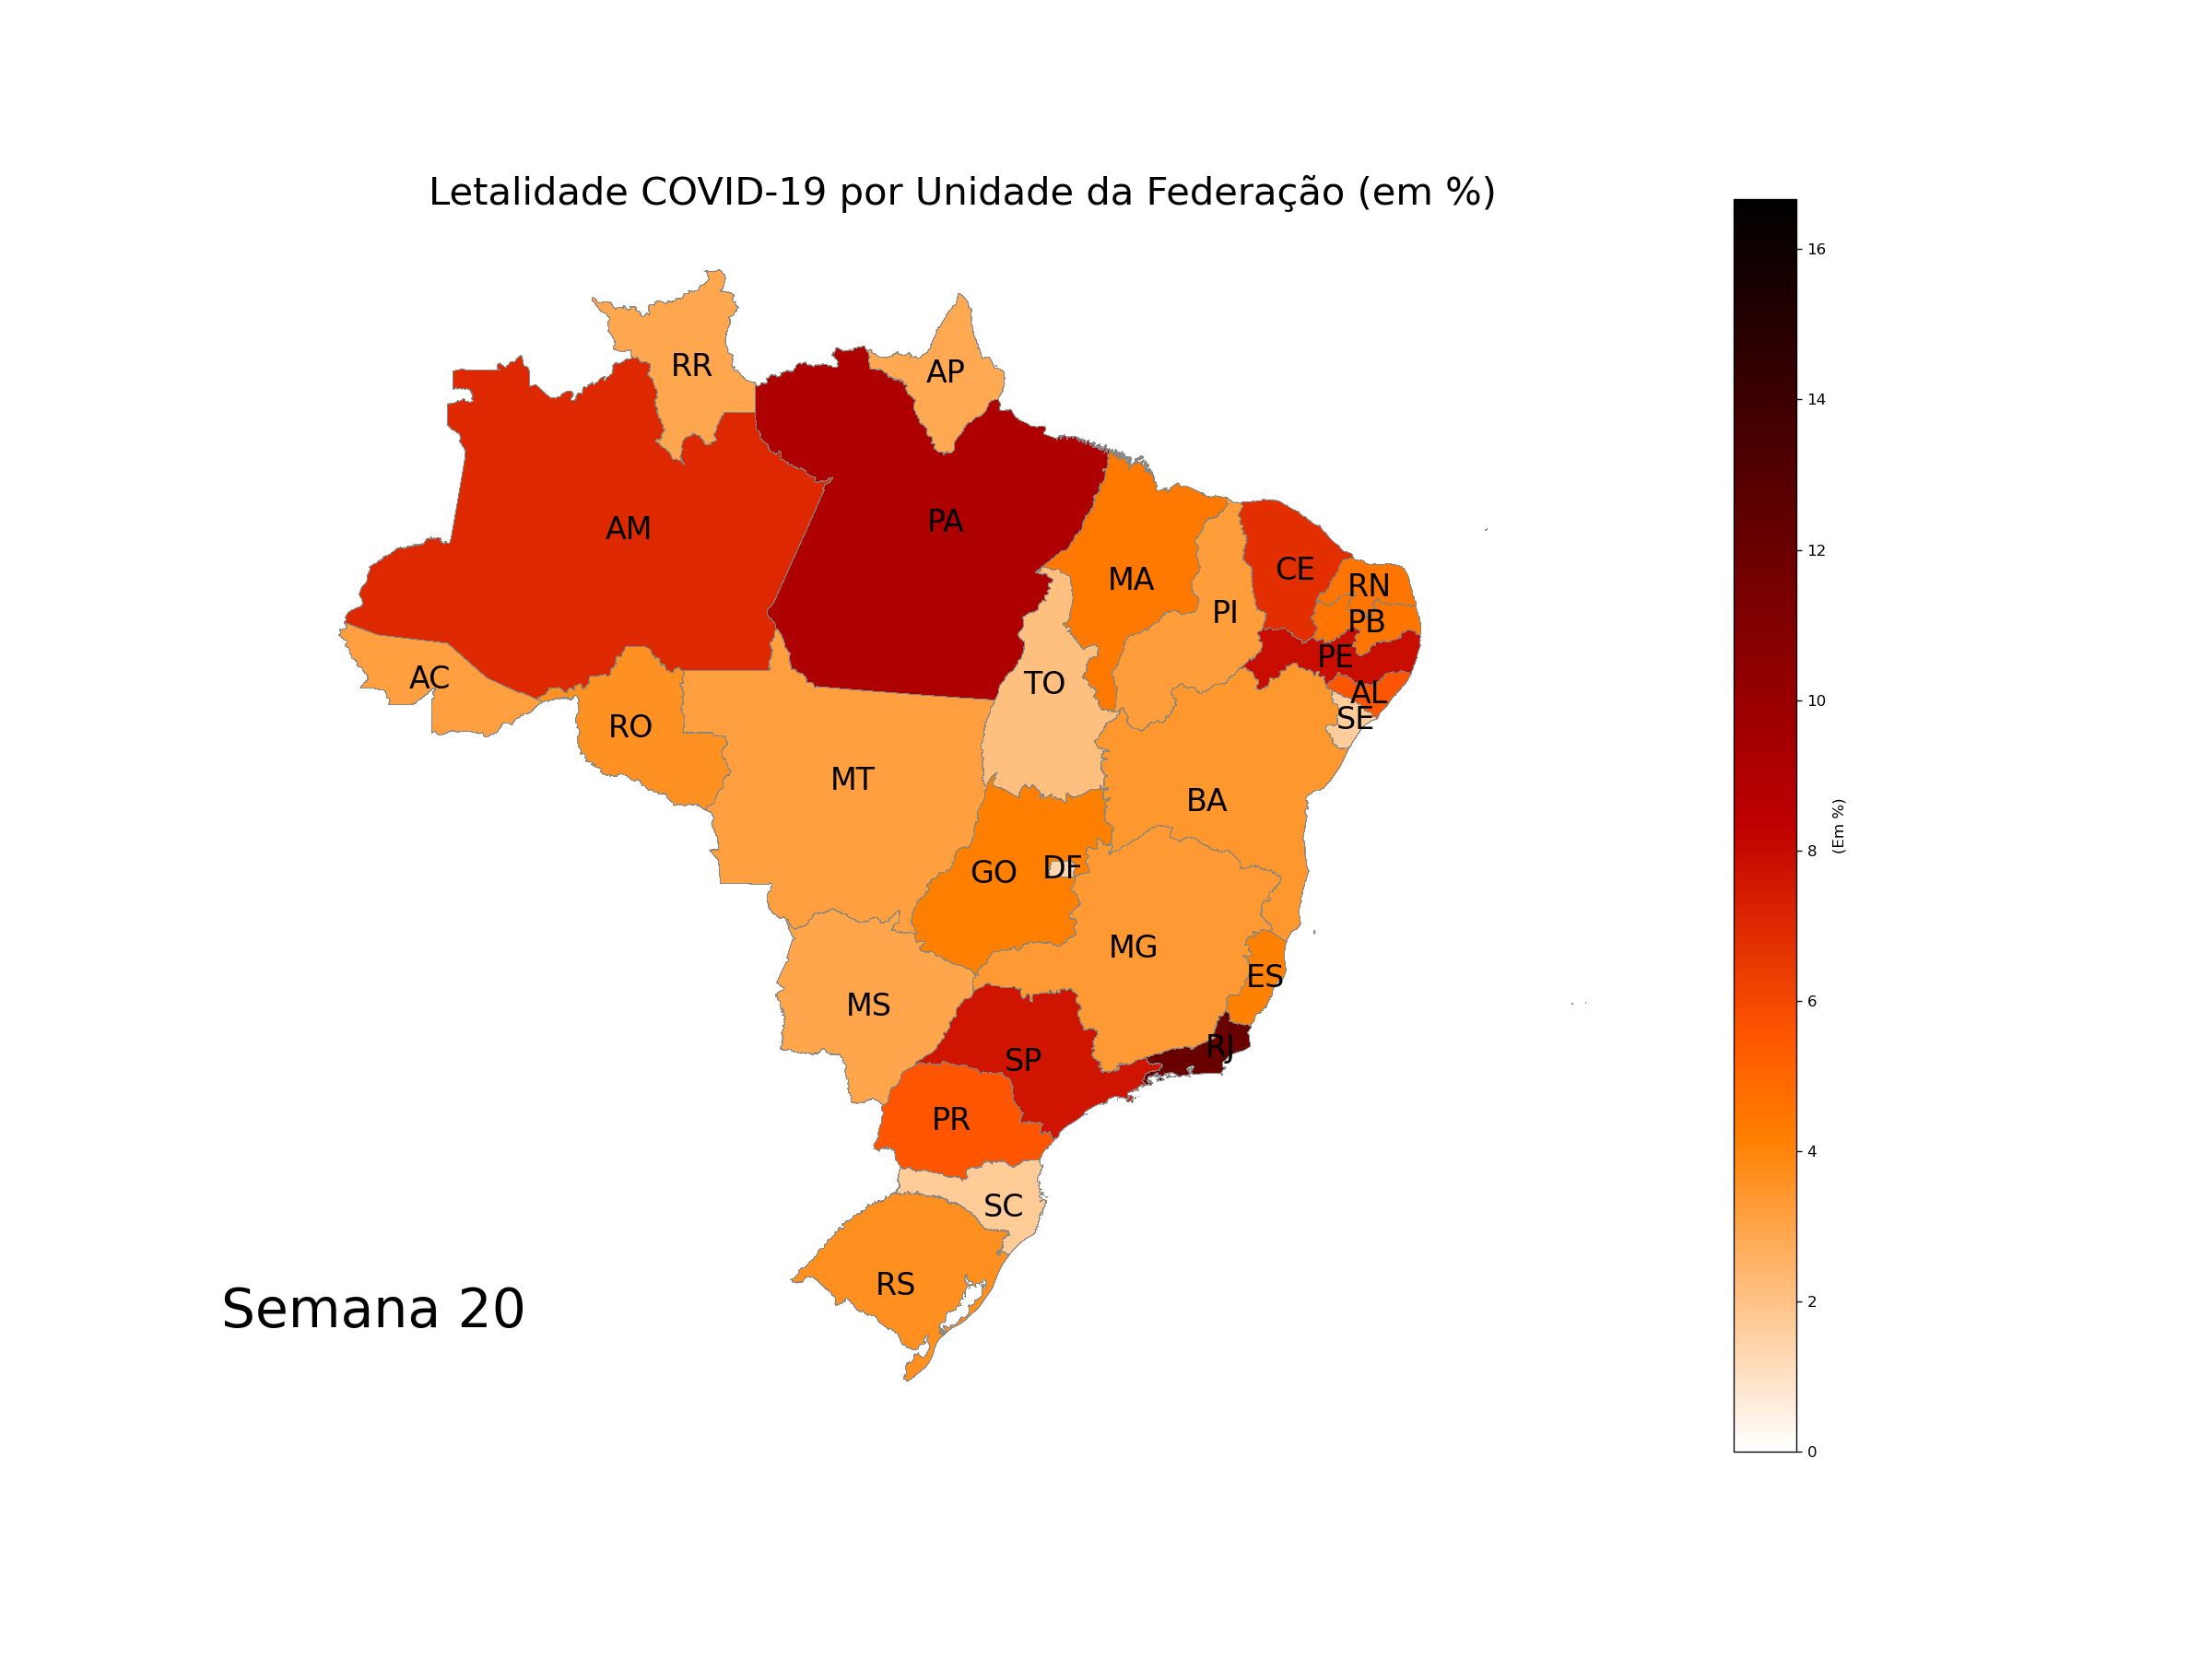 Letalidade COVID-19 por Unidade da Federação (em %)
16
RR
AP
14
AM
PA
CE
12
MA
RN
PI
PB
PE
AC
TO
AL
10
SE
RO
MT
BA
(Em %)
8
GO
DF
MG
ES
MS
6
RJ
SP
PR
4
SC
RS
2
Semana 20
0